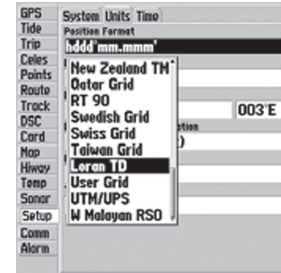 GPS
Tide
Trip
Celes
Points
Route
Track
DSC
Card
Map
Hiway
Temp
Sonar
Setup
Comm
Alarm
System Units Time
Position Format
hddd°mm.mmm'
New Zealand TM
Qatar Grid
RT 90
Swedish Grid
Swiss Grid
Taiwan Grid
Loran TD
User Grid
UTM/UPS
W Malayan RSO
003°E